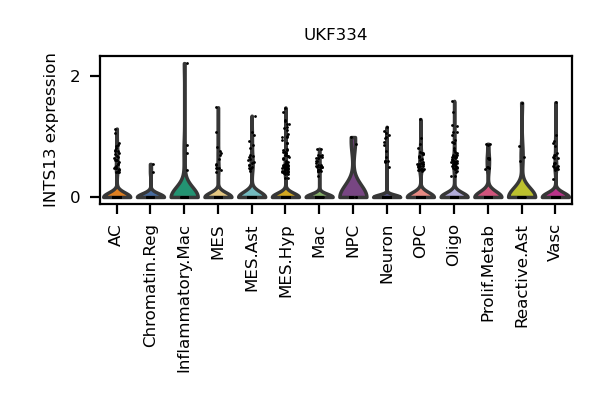 UKF334
INTS13 expression
2
0
AC
Chromatin.Reg
Inflammatory.Mac
MES
MES.Ast
MES.Hyp
Mac
NPC
Neuron
OPC
Oligo
Prolif.Metab
Reactive.Ast
Vasc